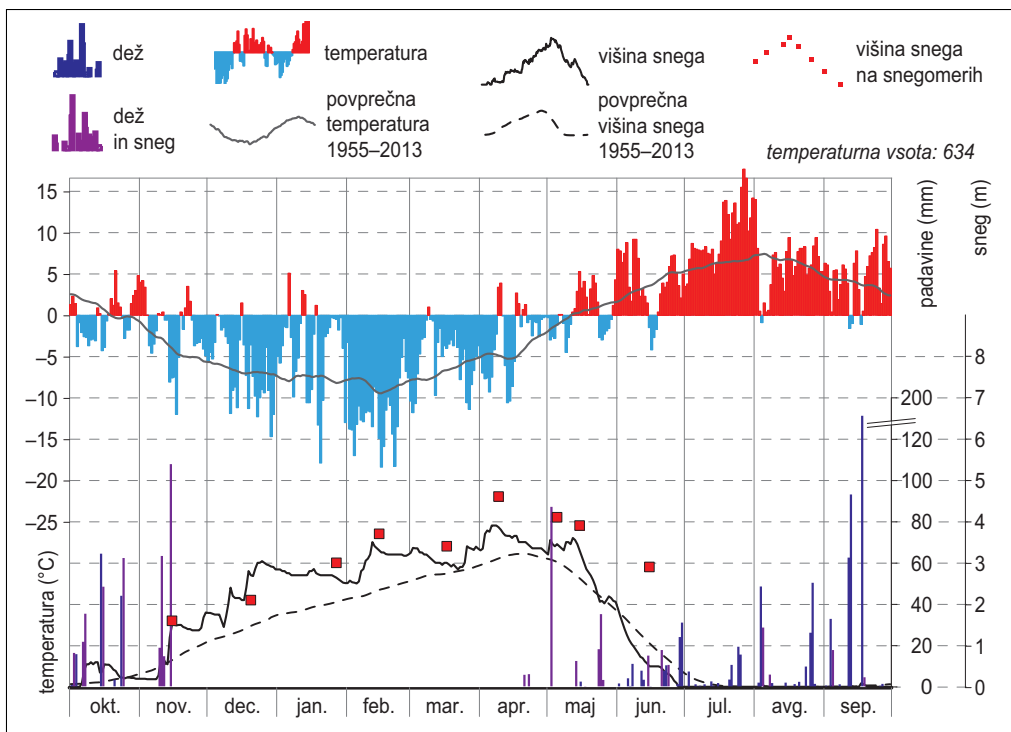 dež
temperatura
višina snega
višina snega
na snegomerih
dež
in sneg
povprečna
temperatura
1955–2013
povprečna
višina snega
1955–2013
temperaturna vsota: 634
15
10
5
0
–5
–10
–15
–20
–25
temperatura (°C)
padavine (mm)
200
120
100
80
60
40
20
0
sneg (m)
8
7
6
5
4
3
2
1
0
okt.
nov.
dec.
jan.
feb.
mar.
apr.
maj
jun.
jul.
avg.
sep.